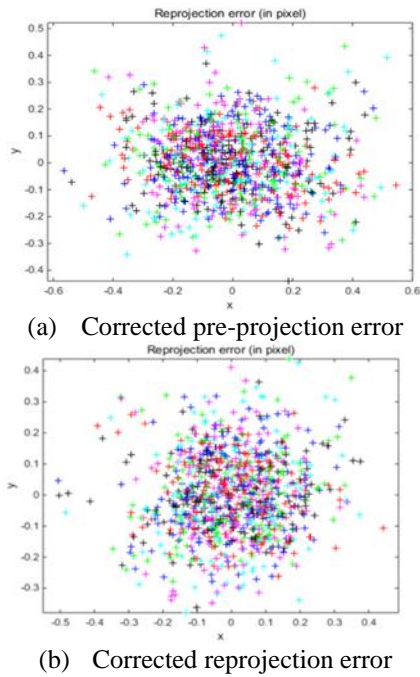 Reprojection error (in pixel)
0.5
0.4
0.3
0.2
0.1
0
-0.1
-0.2
-0.3
-0.4
y
-0.6 -0.4 -0.2 0 0.2 0.4 0.6
x
(a) Corrected pre-projection error
Reprojection error (in pixel)
0.4
0.3
0.2
0.1
0
-0.1
-0.2
-0.3
y
-0.5 -0.4 -0.3 -0.2 -0.1 0 0.1 0.2 0.3 0.4
x
(b) Corrected reprojection error